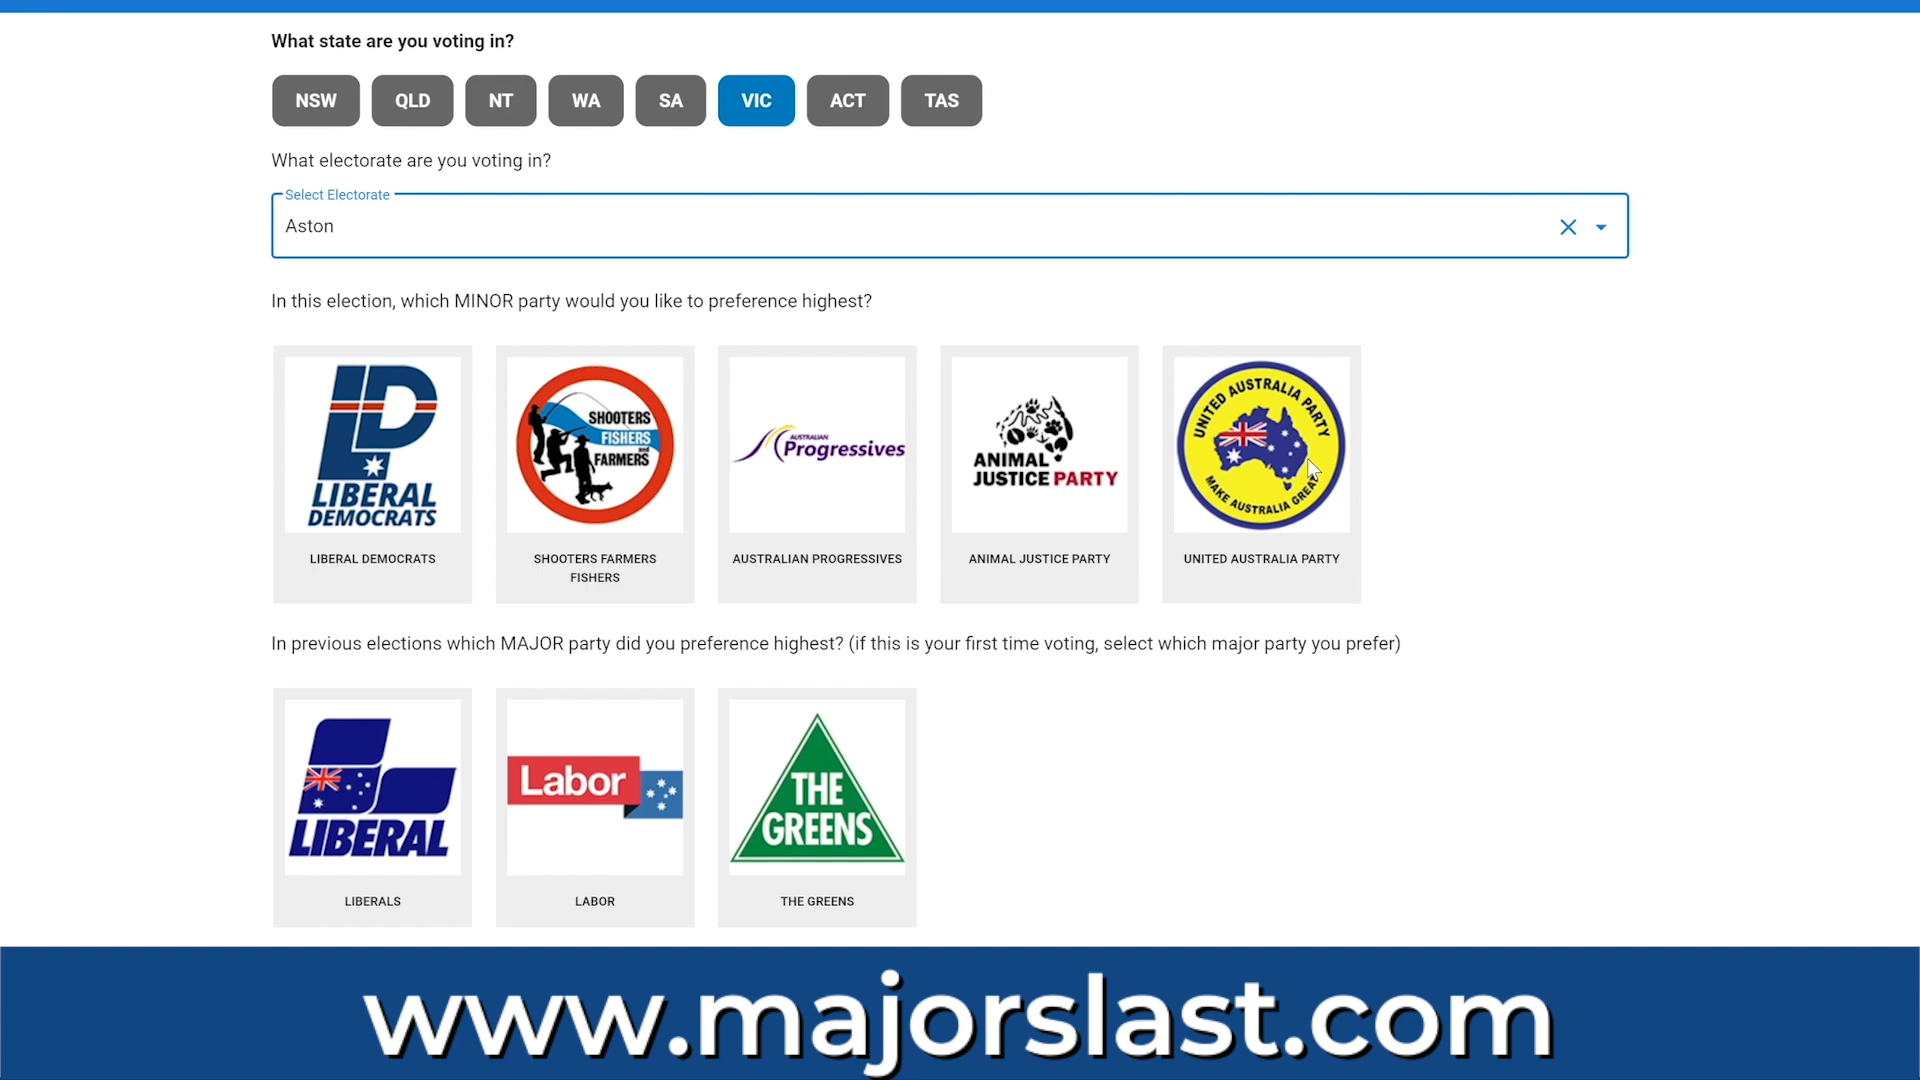 What state are you voting in?
NSW QLD NT WA SA VIC ACT TAS
What electorate are you voting in?
Select Electorate
Aston
In this election, which MINOR party would you like to preference highest?
LD
LIBERAL
DEMOCRATS
LIBERAL DEMOCRATS
SHOOTERS
FISHERS
and
FARMERS
SHOOTERS FARMERS
FISHERS
AUSTRALIAN
Progressives
AUSTRALIAN PROGRESSIVES
ANIMAL
JUSTICE PARTY
ANIMAL JUSTICE PARTY
UNITED AUSTRALIA PARTY
MAKE AUSTRALIA GREAT
UNITED AUSTRALIA PARTY
In previous elections which MAJOR party did you preference highest? (if this is your first time voting, select which major party you prefer)
LIBERAL
LIBERALS
Labor
LABOR
THE
GREENS
THE GREENS
www.majorslast.com